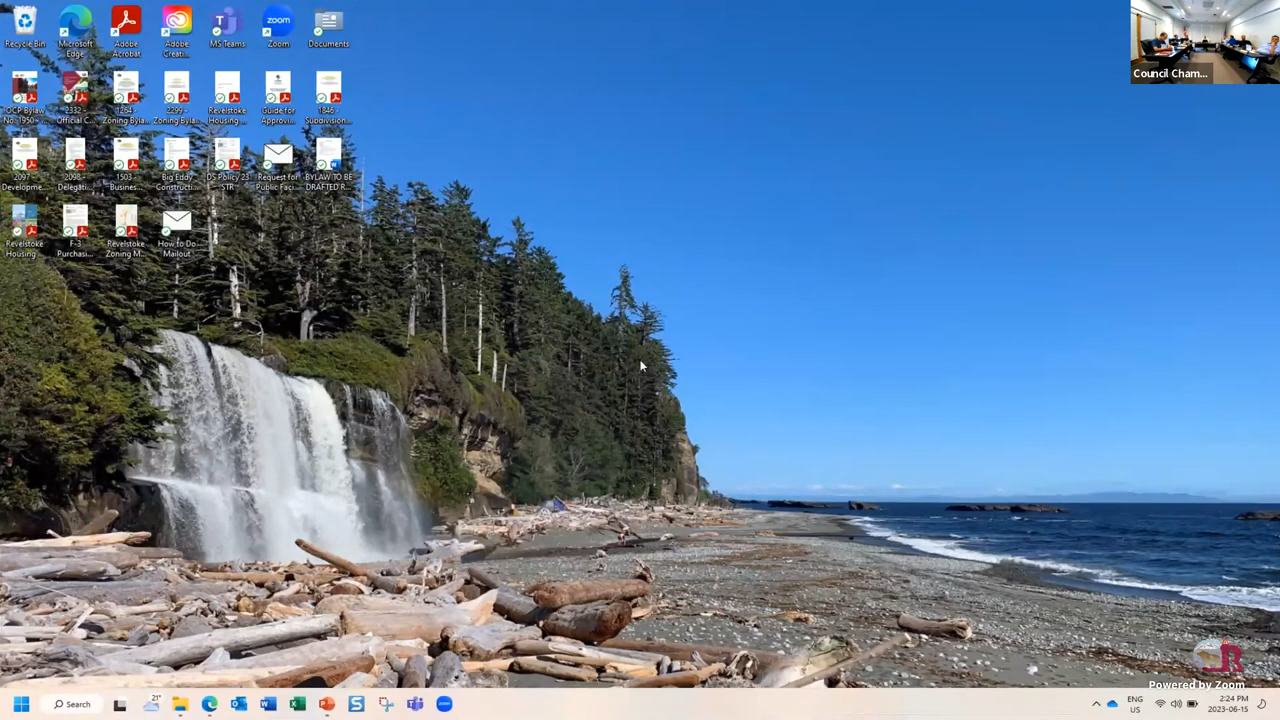 Recycle Bin
Microsoft
Edge
Adobe
Acrobat
Adobe
Creati...
MS Teams
Zoom
Documents
OCP Bylaw
No. 1950 - ...
2332 -
Official C...
1264 -
Zoning Byla...
2299 -
Zoning Byla...
Revelstoke
Housing ...
Guide for
Approvi...
1846 -
Subdivision...
2097 -
Developme...
2098 -
Delegati...
1503 -
Busines...
Big Eddy
Constructi...
DS Policy 23
STR
Request for
Public Faci...
BYLAW TO BE
DRAFTED R...
Revelstoke
Housing
F-3
Purchasi...
Revelstoke
Zoning M...
How to Do
Mailout
zoom
Council Cham...
Powered by Zoom
Search
21°
ENG
US
2:24 PM
2023-06-15